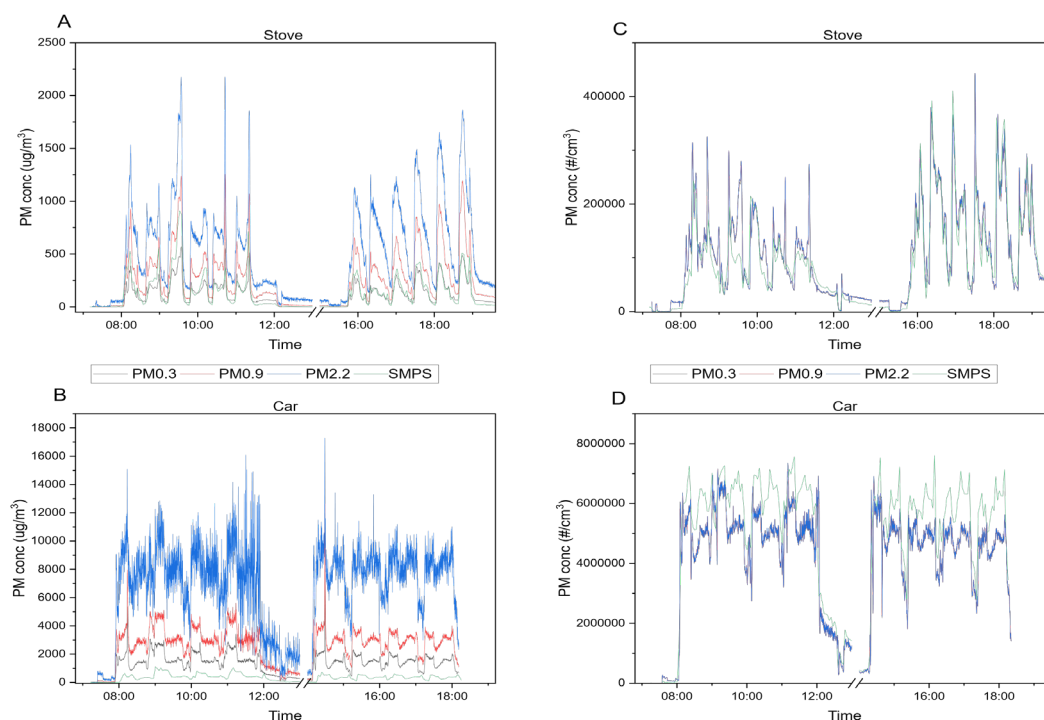 A
Stove
2500
2000
1500
1000
500
0
PM conc (ug/m³)
08:00 10:00 12:00 16:00 18:00
Time
C
Stove
400000
200000
0
PM conc (#/cm³)
08:00 10:00 12:00 16:00 18:00
Time
PM0.3 PM0.9 PM2.2 SMPS
PM0.3 PM0.9 PM2.2 SMPS
B
Car
18000
16000
14000
12000
10000
8000
6000
4000
2000
0
PM conc (ug/m³)
08:00 10:00 12:00 16:00 18:00
Time
D
Car
8000000
6000000
4000000
2000000
0
PM conc (#/cm³)
08:00 10:00 12:00 16:00 18:00
Time